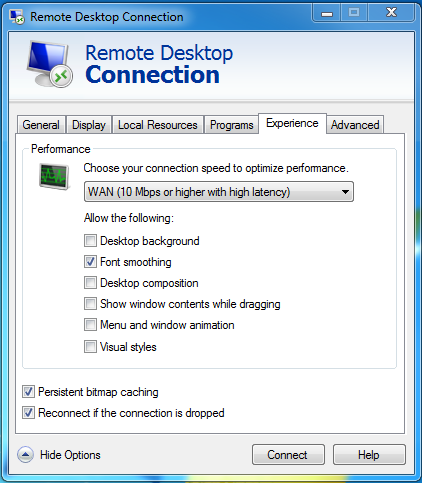 Remote Desktop Connection
Remote Desktop
Connection
General Display Local Resources Programs Experience Advanced
Performance
Choose your connection speed to optimize performance.
WAN (10 Mbps or higher with high latency)
Allow the following:
Desktop background
Font smoothing
Desktop composition
Show window contents while dragging
Menu and window animation
Visual styles
Persistent bitmap caching
Reconnect if the connection is dropped
Hide Options Connect Help